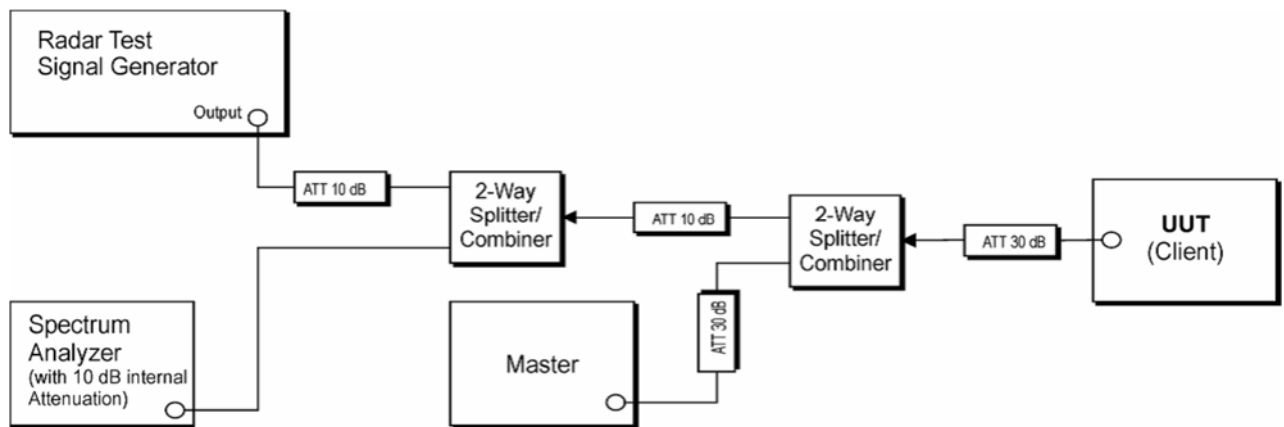 Radar Test
Signal Generator
Output
ATT 10 dB
2-Way
Splitter/
Combiner
ATT 10 dB
2-Way
Splitter/
Combiner
ATT 30 dB
UUT
(Client)
Spectrum
Analyzer
(with 10 dB internal
Attenuation)
Master
ATT 30 dB